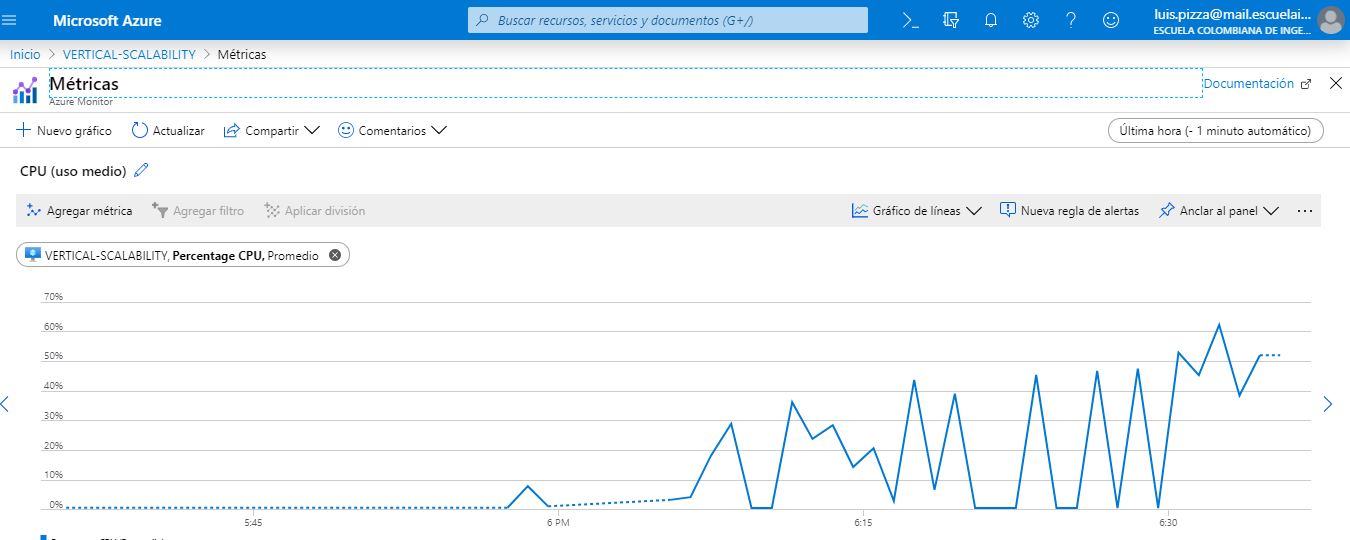 Microsoft Azure
Buscar recursos, servicios y documentos (G+/)
luis.pizza@mail.escuelai...
ESCUELA COLOMBIANA DE INGE...
Inicio > VERTICAL-SCALABILITY > Métricas
Métricas
Documentación
Azure Monitor
Nuevo gráfico Actualizar Compartir Comentarios
Última hora (- 1 minuto automático)
CPU (uso medio)
Agregar métrica Agregar filtro Aplicar división Gráfico de líneas Nueva regla de alertas Anclar al panel ...
VERTICAL-SCALABILITY, Percentage CPU, Promedio
70%
60%
50%
40%
30%
20%
10%
0%
5:45 6 PM 6:15 6:30